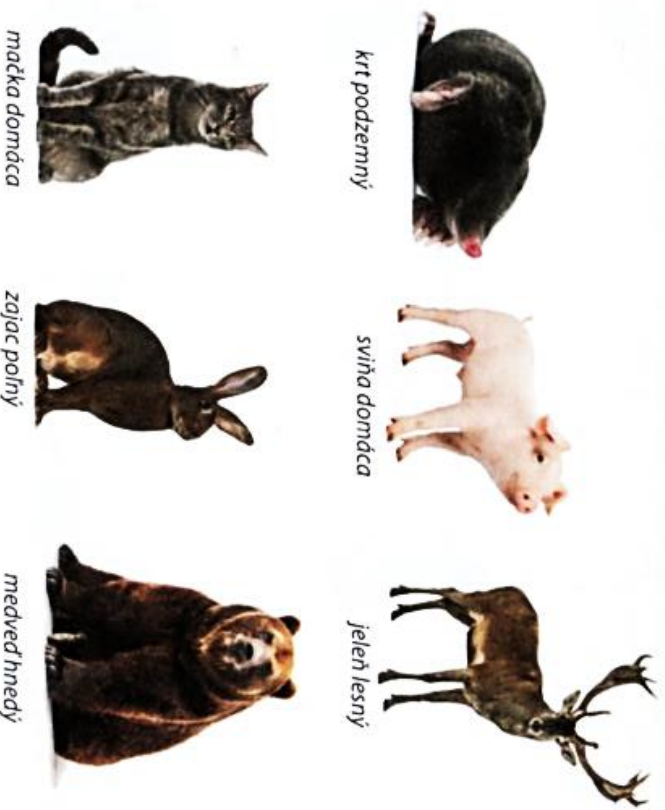 krt podzemný
sviňa domáca
jeleň lesný
mačka domáca
zajac poľný
medveď hnedý